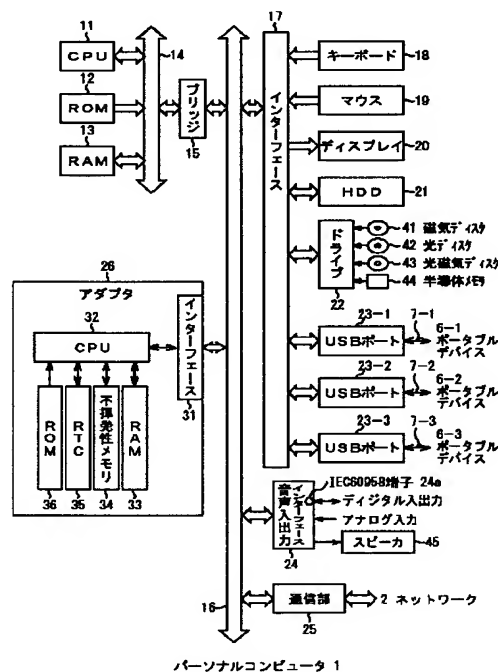 11
CPU
12
ROM
13
RAM
14
ブリッジ
15
17
インターフェース
キーボード 18
マウス 19
ディスプレイ 20
HDD 21
ドライブ
22
41 磁気ディスク
42 光ディスク
43 光磁気ディスク
44 半導体メモリ
23-1
USBポート
7-1
6-1
ポータブル
デバイス
23-2
USBポート
7-2
6-2
ポータブル
デバイス
23-3
USBポート
7-3
6-3
ポータブル
デバイス
26
アダプタ
32
CPU
インターフェース
31
ROM
36
RTC
35
不揮発性メモリ
34
RAM
33
音声入出力
インターフェース
24
IEC60958端子 24a
ディジタル入出力
アナログ入力
スピーカ 45
16
通信部
25
2 ネットワーク
パーソナルコンピュータ 1